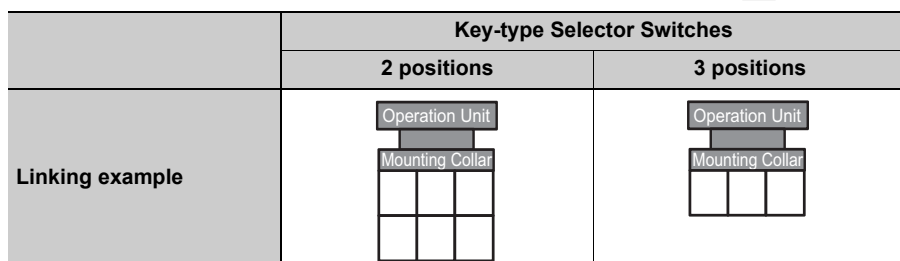 Key-type Selector Switches
2 positions
3 positions
Linking example
Operation Unit
Mounting Collar
Operation Unit
Mounting Collar